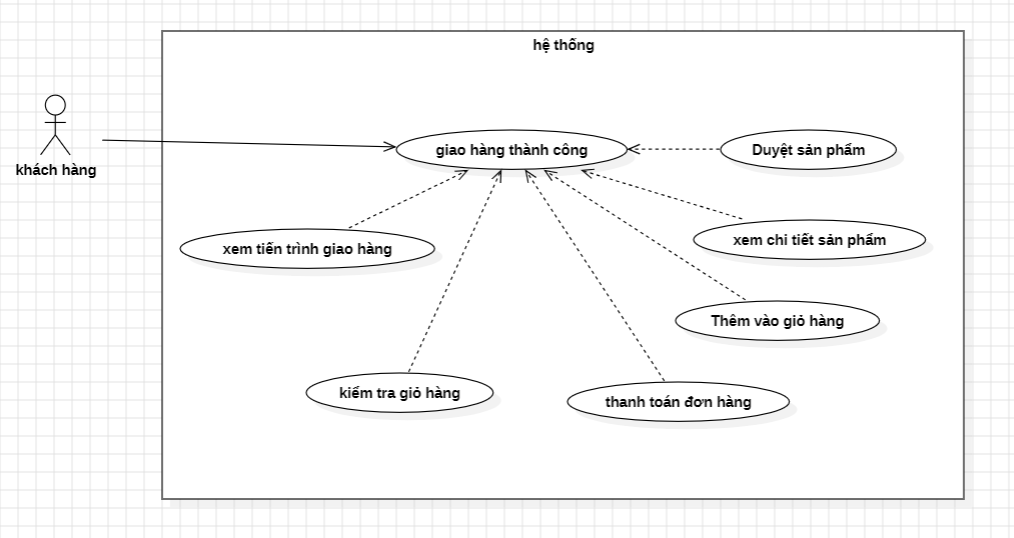 hệ thống
khách hàng
giao hàng thành công
Duyệt sản phẩm
xem tiến trình giao hàng
xem chi tiết sản phẩm
Thêm vào giỏ hàng
kiểm tra giỏ hàng
thanh toán đơn hàng